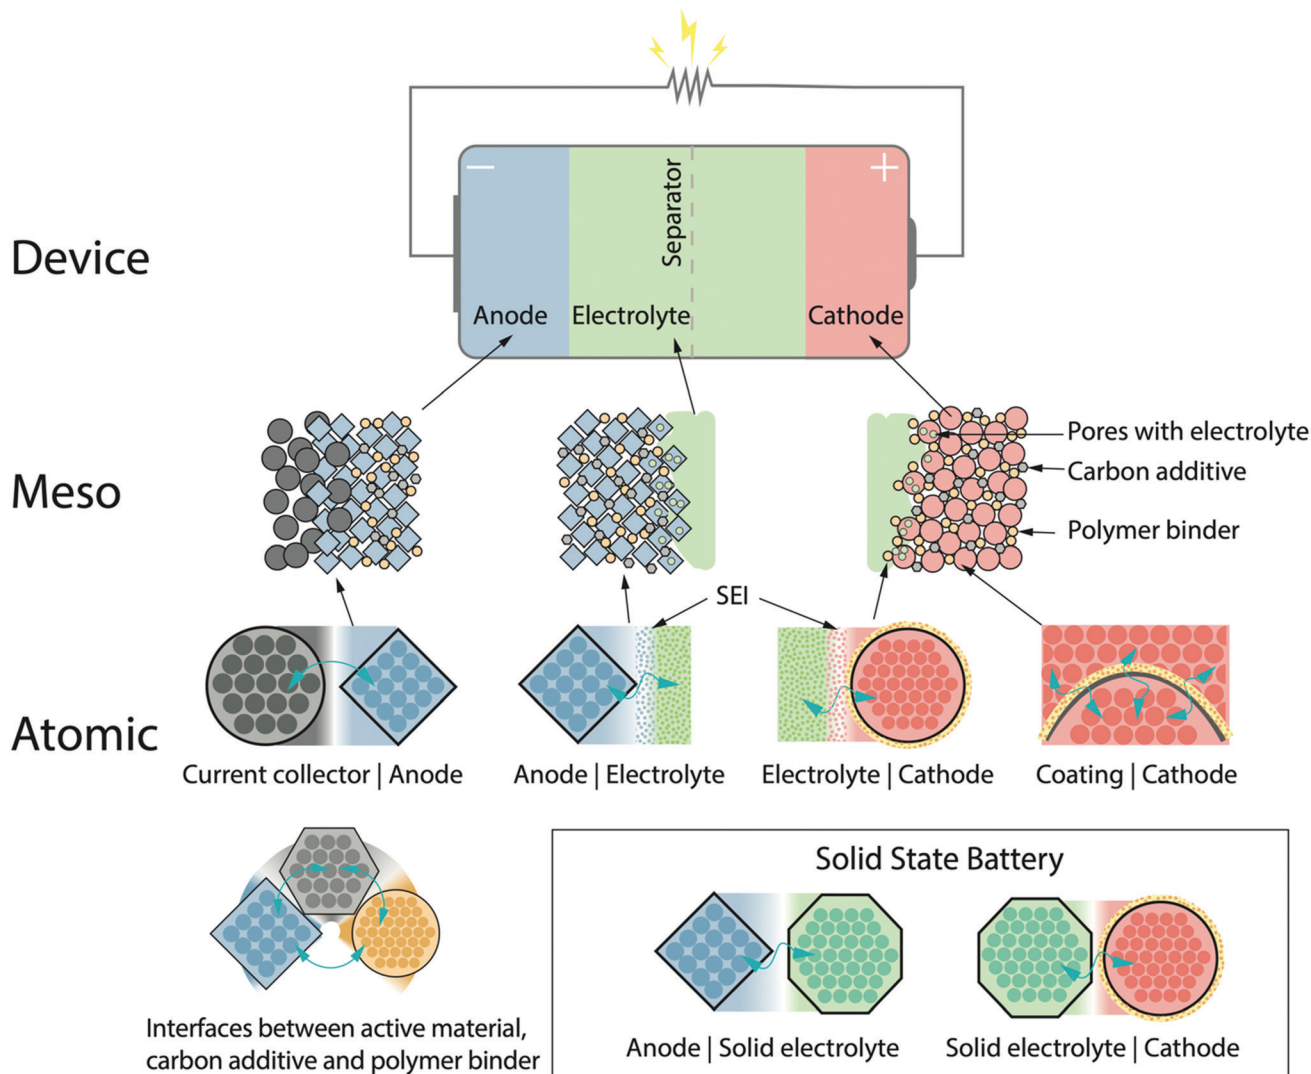 Device
−
+
Separator
Anode
Electrolyte
Cathode
Meso
Pores with electrolyte
Carbon additive
Polymer binder
SEI
Atomic
Current collector | Anode
Anode | Electrolyte
Electrolyte | Cathode
Coating | Cathode
Interfaces between active material,
carbon additive and polymer binder
Solid State Battery
Anode | Solid electrolyte
Solid electrolyte | Cathode